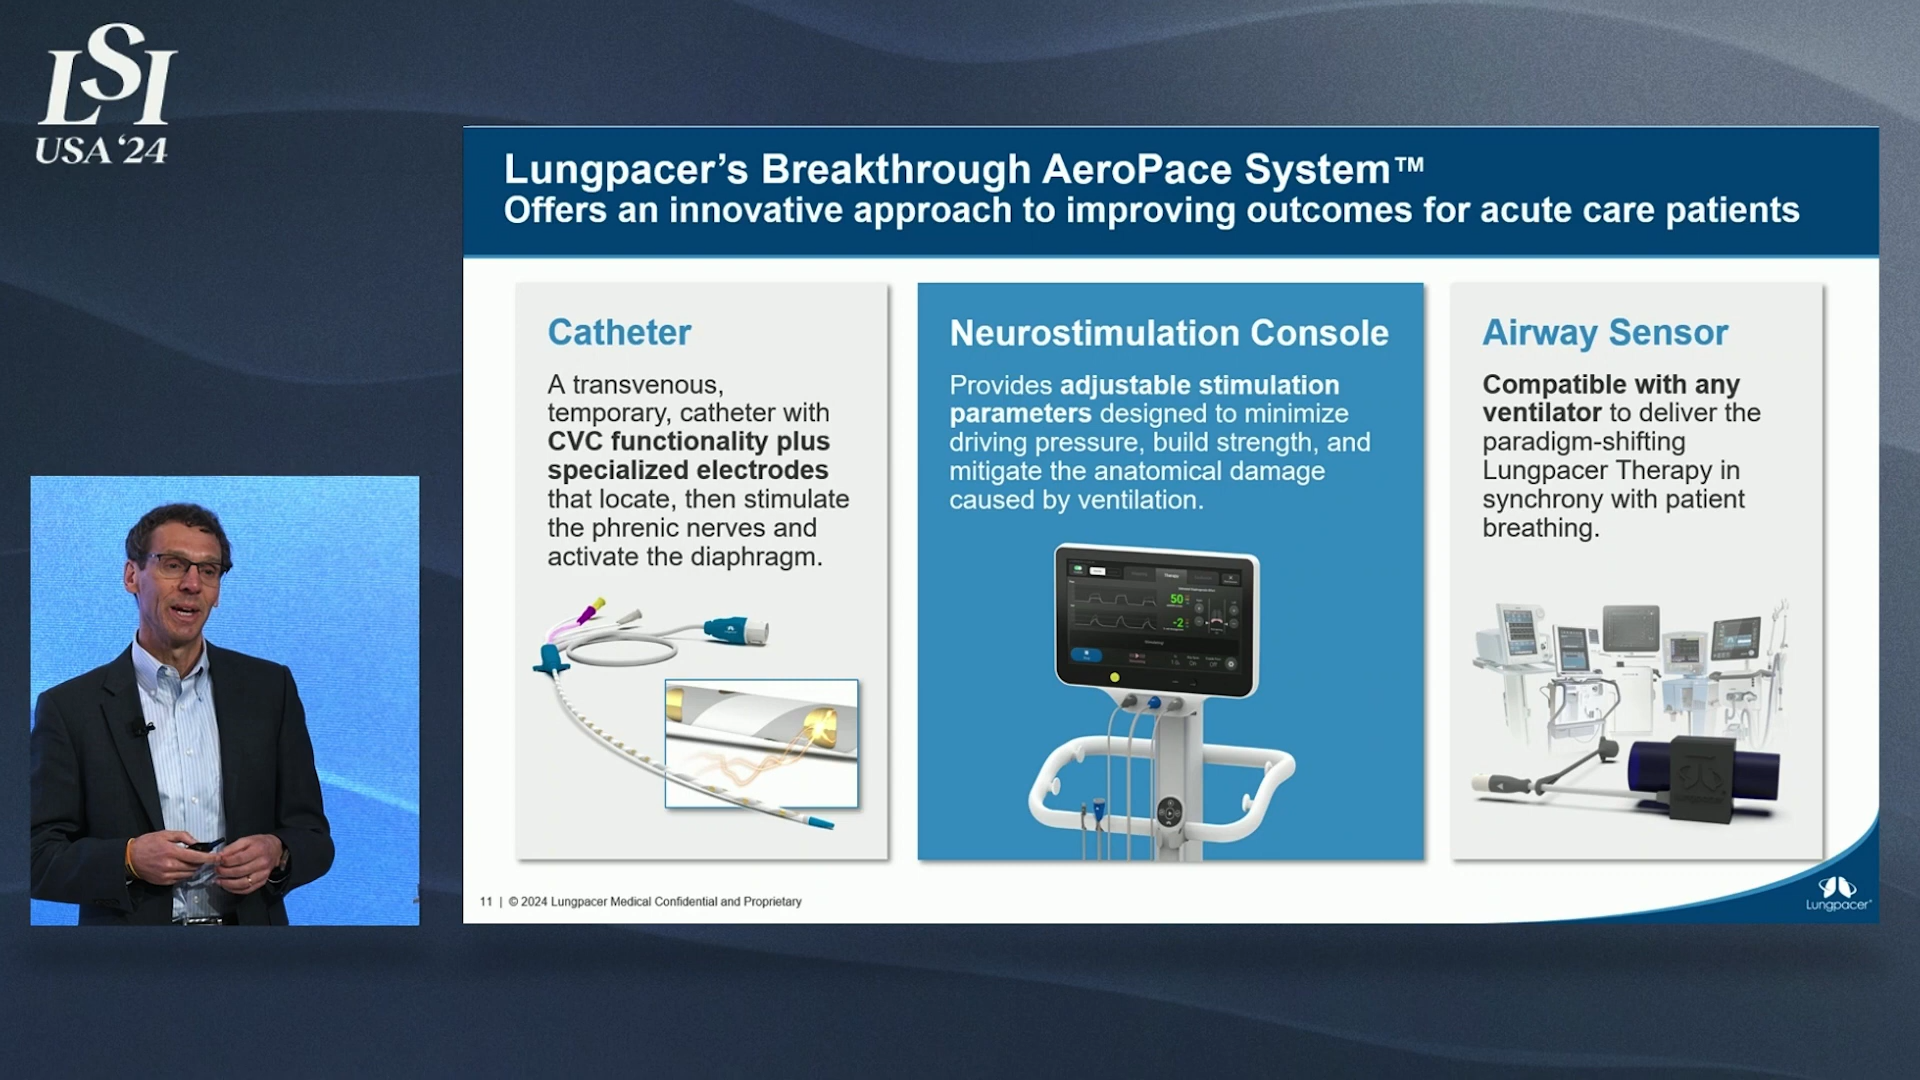 LSI
USA '24
Lungpacer's Breakthrough AeroPace System™
Offers an innovative approach to improving outcomes for acute care patients
Catheter
A transvenous,
temporary, catheter with
CVC functionality plus
specialized electrodes
that locate, then stimulate
the phrenic nerves and
activate the diaphragm.
Neurostimulation Console
Provides adjustable stimulation
parameters designed to minimize
driving pressure, build strength, and
mitigate the anatomical damage
caused by ventilation.
50
-2
Airway Sensor
Compatible with any
ventilator to deliver the
paradigm-shifting
Lungpacer Therapy in
synchrony with patient
breathing.
Lungpacer
11 | © 2024 Lungpacer Medical Confidential and Proprietary
Lungpacer